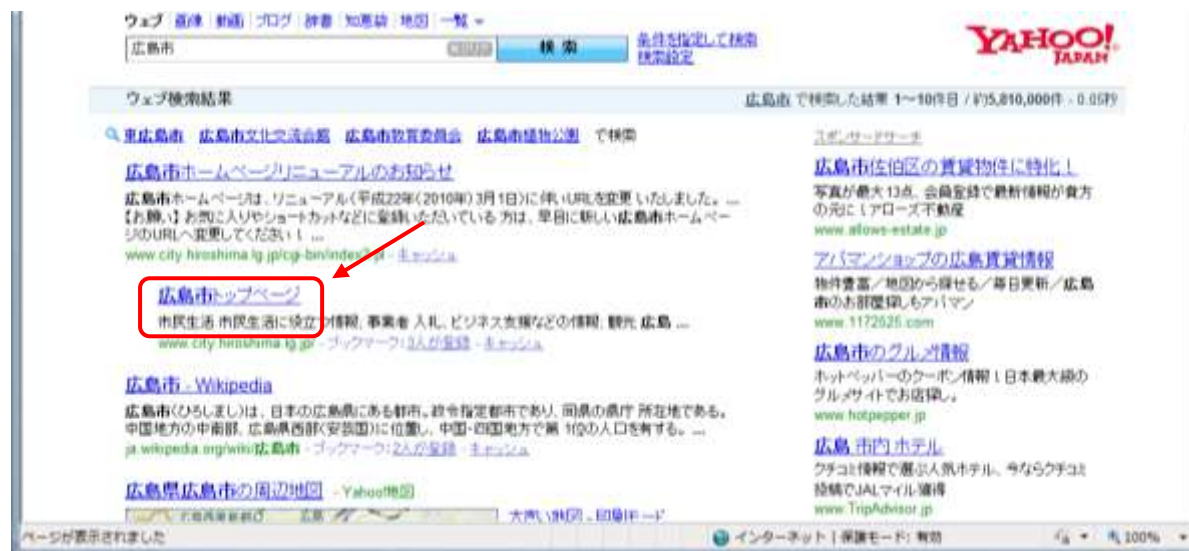 ウェブ 画像 動画 ブログ 辞書 知恵袋 地図 一覧
広島市
検索
条件を指定して検索
検索設定
YAHOO!
JAPAN
ウェブ検索結果
広島市 で検索した結果 1～10件目 / 約5,810,000件 - 0.05秒
東広島市 広島市文化交流会館 広島市教育委員会 広島市植物公園 で検索
広島市ホームページリニューアルのお知らせ
広島市ホームページは、リニューアル(平成22年(2010年)3月1日)に伴いURLを変更いたしました。 ...
【お願い】お気に入りやショートカットなどに登録いただいている方は、早目に新しい広島市ホームペー
ジのURLへ変更してください！ ...
www.city.hiroshima.lg.jp/cgi-bin/index2.pl - キャッシュ
広島市トップページ
市民生活 市民生活に役立つ情報, 事業者 入札, ビジネス支援などの情報, 観光 広島 ...
www.city.hiroshima.lg.jp/ - ブックマーク:3人が登録 - キャッシュ
広島市 - Wikipedia
広島市(ひろしまし)は、日本の広島県にある都市。政令指定都市であり、同県の県庁所在地である。
中国地方の中南部、広島県西部(安芸国)に位置し、中国・四国地方で第1位の人口を有する。 ...
ja.wikipedia.org/wiki/広島市 - ブックマーク:2人が登録 - キャッシュ
広島県広島市の周辺地図 - Yahoo!地図
大きい地図 - 印刷モード
スポンサードサーチ
広島市佐伯区の賃貸物件に特化！
写真が最大13点、会員登録で最新情報が貴方
の元に！アローズ不動産
www.allows-estate.jp
アパマンショップの広島賃貸情報
物件豊富／地図から探せる／毎日更新／広島
市のお部屋探しもアパマン
www.1172625.com
広島市のグルメ情報
ホットペッパーのクーポン情報！日本最大級の
グルメサイトでお店探し。
www.hotpepper.jp
広島 市内 ホテル
クチコミ情報で選ぶ人気ホテル、今ならクチコミ
投稿でJALマイル獲得
www.TripAdvisor.jp
ページが表示されました
インターネット | 保護モード: 有効
100%